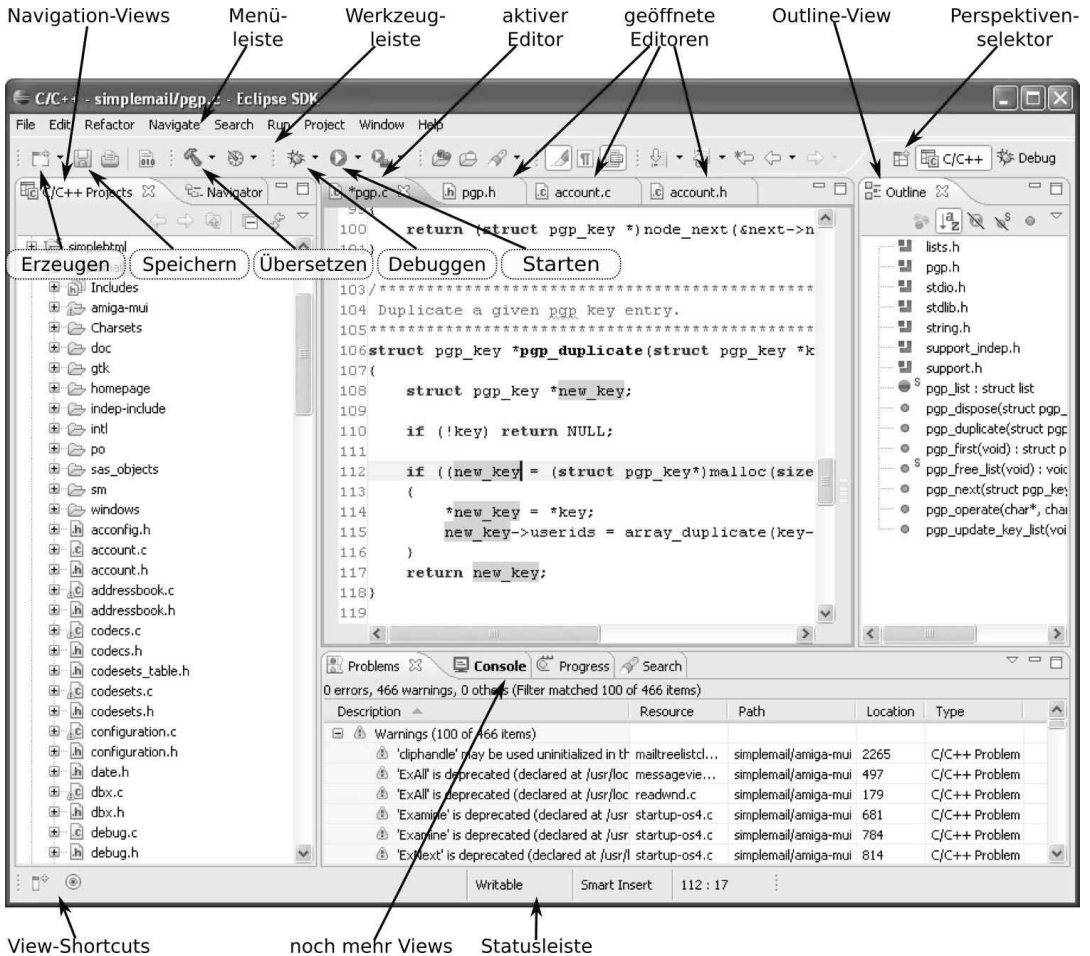 Navigation-Views
Menü-
leiste
Werkzeug-
leiste
aktiver
Editor
geöffnete
Editoren
Outline-View
Perspektiven-
selektor
C/C++ - simplemail/pgp.c - Eclipse SDK
File Edit Refactor Navigate Search Run Project Window Help
C/C++ Debug
C/C++ Projects
Navigator
*pgp.c
pgp.h
account.c
account.h
Outline
Erzeugen
Speichern
Übersetzen
Debuggen
Starten
simplehtml
Includes
amiga-mui
Charsets
doc
gtk
homepage
indep-include
intl
po
sas_objects
sm
windows
acconfig.h
account.c
account.h
addressbook.c
addressbook.h
codecs.c
codecs.h
codesets_table.h
codesets.c
codesets.h
configuration.c
configuration.h
date.h
dbx.c
dbx.h
debug.c
debug.h
99{
100 return (struct pgp_key *)node_next(&next->n
101}
103/*********************************************
104 Duplicate a given pgp key entry.
105**********************************************
106struct pgp_key *pgp_duplicate(struct pgp_key *k
107{
108 struct pgp_key *new_key;
109
110 if (!key) return NULL;
111
112 if ((new_key = (struct pgp_key*)malloc(size
113 {
114 *new_key = *key;
115 new_key->userids = array_duplicate(key-
116 }
117 return new_key;
118}
119
lists.h
pgp.h
stdio.h
stdlib.h
string.h
support_indep.h
support.h
pgp_list : struct list
pgp_dispose(struct pgp_
pgp_duplicate(struct pgp
pgp_first(void) : struct p
pgp_free_list(void) : void
pgp_next(struct pgp_key
pgp_operate(char*, char
pgp_update_key_list(voi
Problems Console Progress Search
0 errors, 466 warnings, 0 others (Filter matched 100 of 466 items)
Description Resource Path Location Type
Warnings (100 of 466 items)
'cliphandle' may be used uninitialized in th mailtreelistcl... simplemail/amiga-mui 2265 C/C++ Problem
'ExAll' is deprecated (declared at /usr/loc messagevie... simplemail/amiga-mui 497 C/C++ Problem
'ExAll' is deprecated (declared at /usr/loc readwnd.c simplemail/amiga-mui 179 C/C++ Problem
'Examine' is deprecated (declared at /usr startup-os4.c simplemail/amiga-mui 681 C/C++ Problem
'Examine' is deprecated (declared at /usr startup-os4.c simplemail/amiga-mui 784 C/C++ Problem
'ExNext' is deprecated (declared at /usr/l startup-os4.c simplemail/amiga-mui 814 C/C++ Problem
Writable Smart Insert 112 : 17
View-Shortcuts
noch mehr Views
Statusleiste